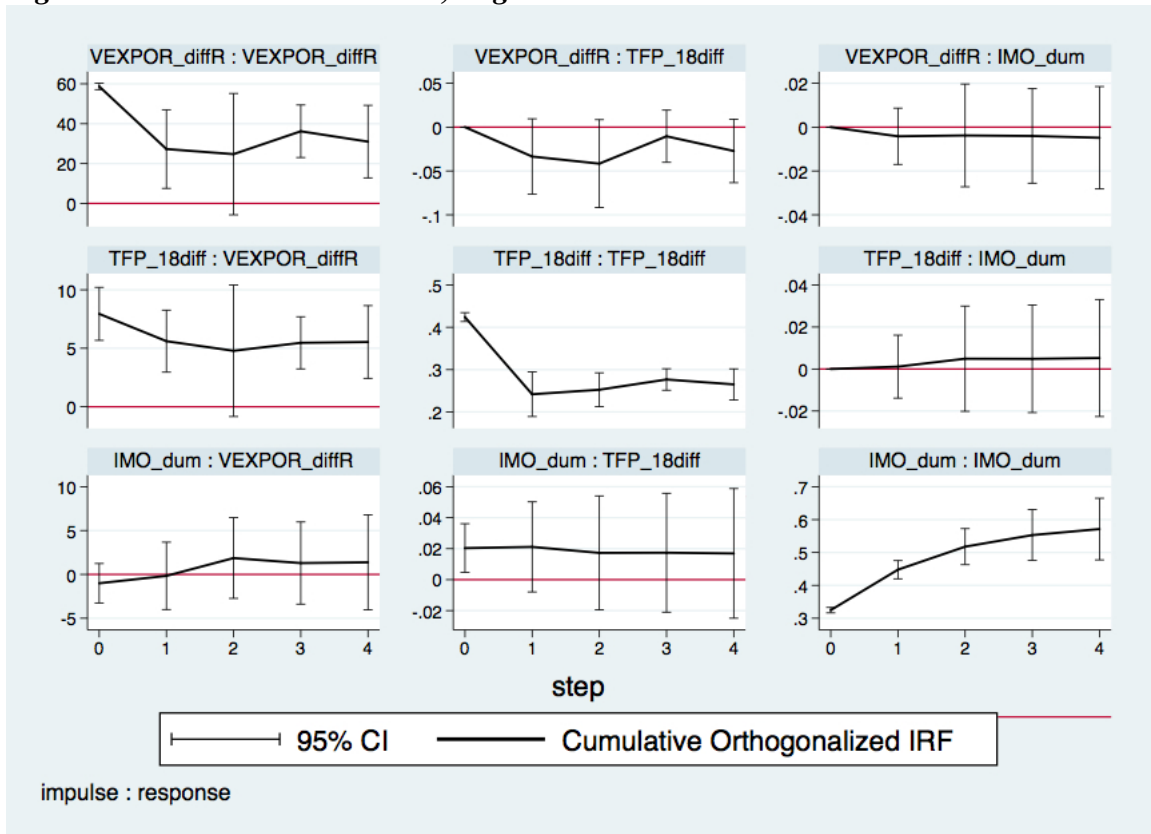 VEXPOR_diffR : VEXPOR_diffR
VEXPOR_diffR : TFP_18diff
VEXPOR_diffR : IMO_dum
60
40
20
0
.05
0
-.05
-.1
0.02
0
-0.02
-.04
TFP_18diff : VEXPOR_diffR
TFP_18diff : TFP_18diff
TFP_18diff : IMO_dum
10
5
0
.5
.4
.3
.2
.04
.02
0
-0.02
IMO_dum : VEXPOR_diffR
IMO_dum : TFP_18diff
IMO_dum : IMO_dum
10
5
0
-5
.06
.04
.02
0
-.02
.7
.6
.5
.4
.3
0 1 2 3 4
0 1 2 3 4
0 1 2 3 4
step
95% CI
Cumulative Orthogonalized IRF
impulse : response